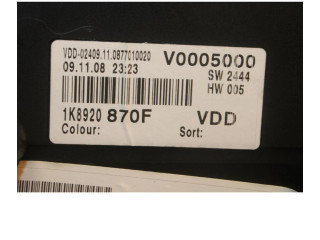 VDD-02409.11.0877010020 V0005000
09.11.08 23:23 SW 2444
HW 005
1K8920 870F VDD
Colour: Sort: